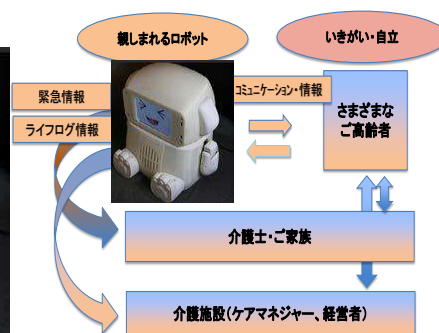 親しまれるロボット
いきがい・自立
緊急情報
コミュニケーション・情報
ライフログ情報
さまざまな
ご高齢者
介護士・ご家族
介護施設(ケアマネジャー、経営者)